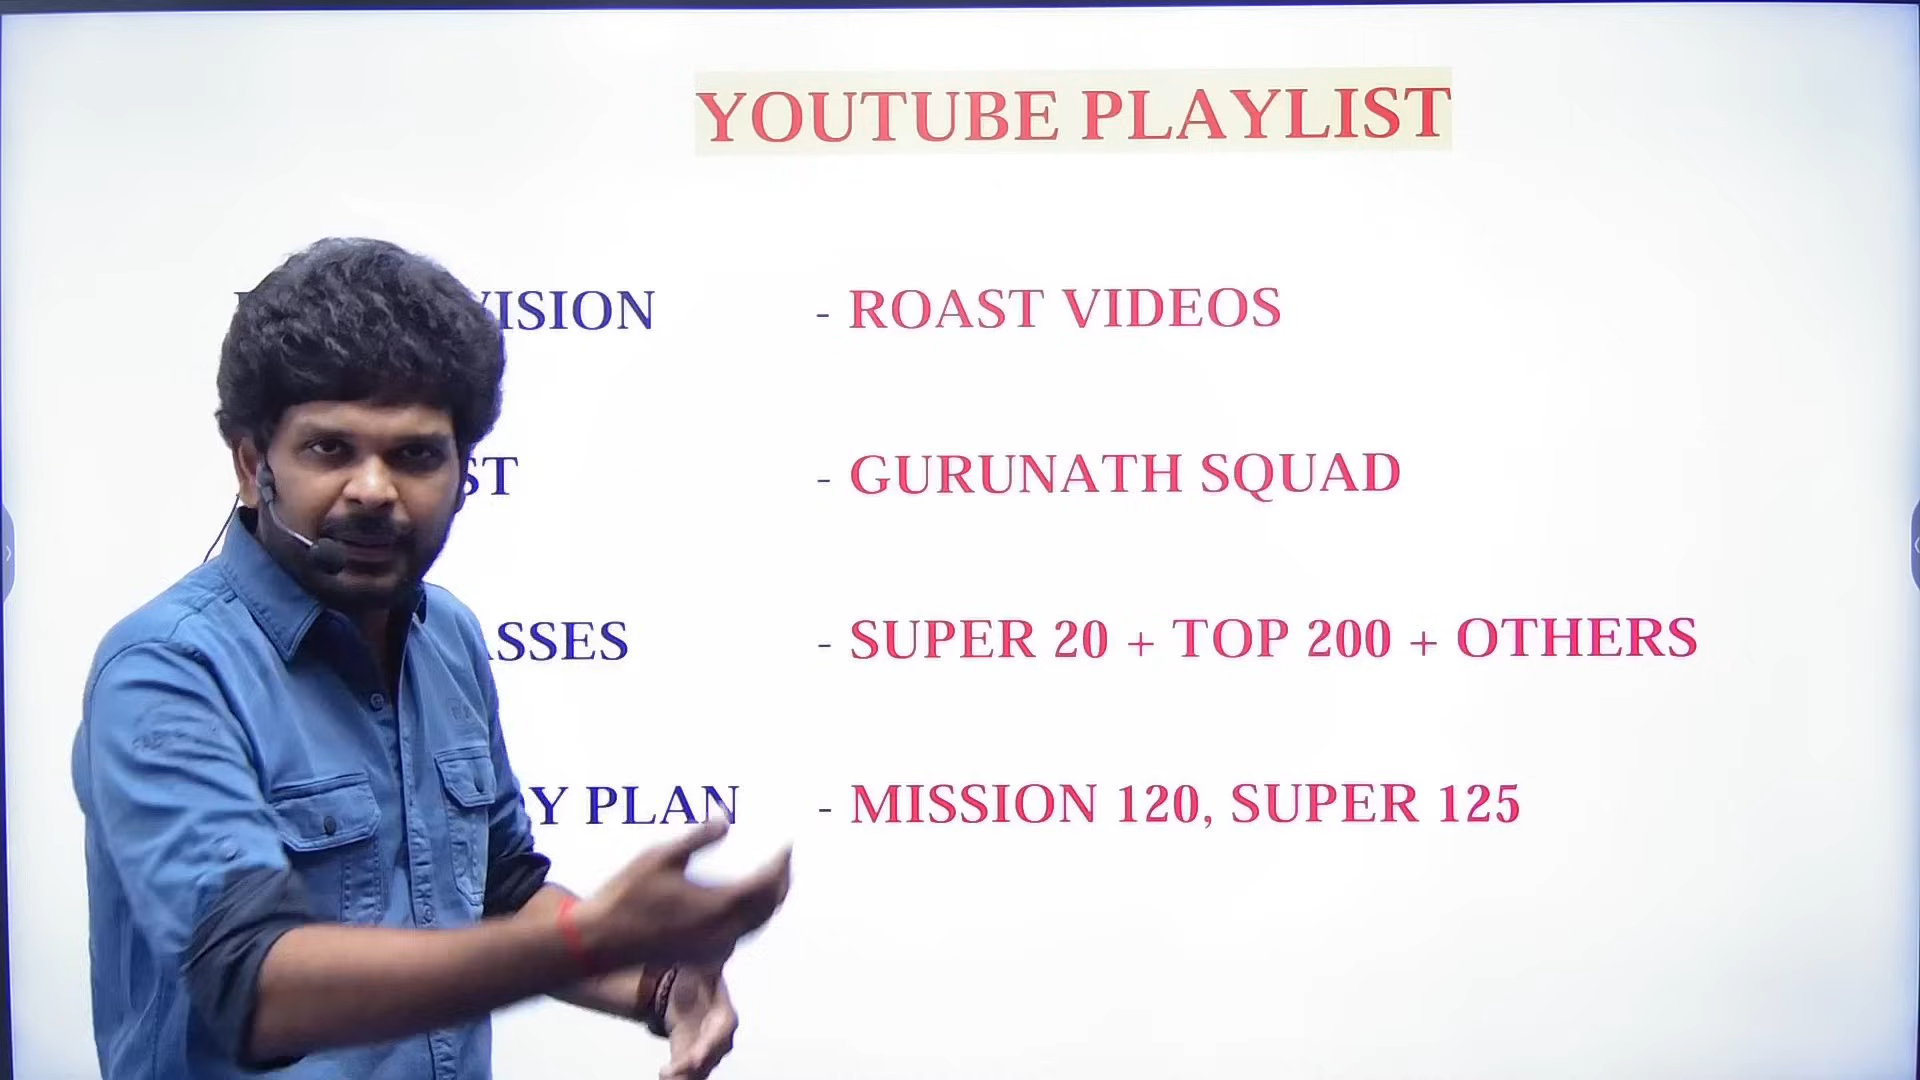 YOUTUBE PLAYLIST
- ROAST VIDEOS
- GURUNATH SQUAD
- SUPER 20 + TOP 200 + OTHERS
PLAN - MISSION 120, SUPER 125